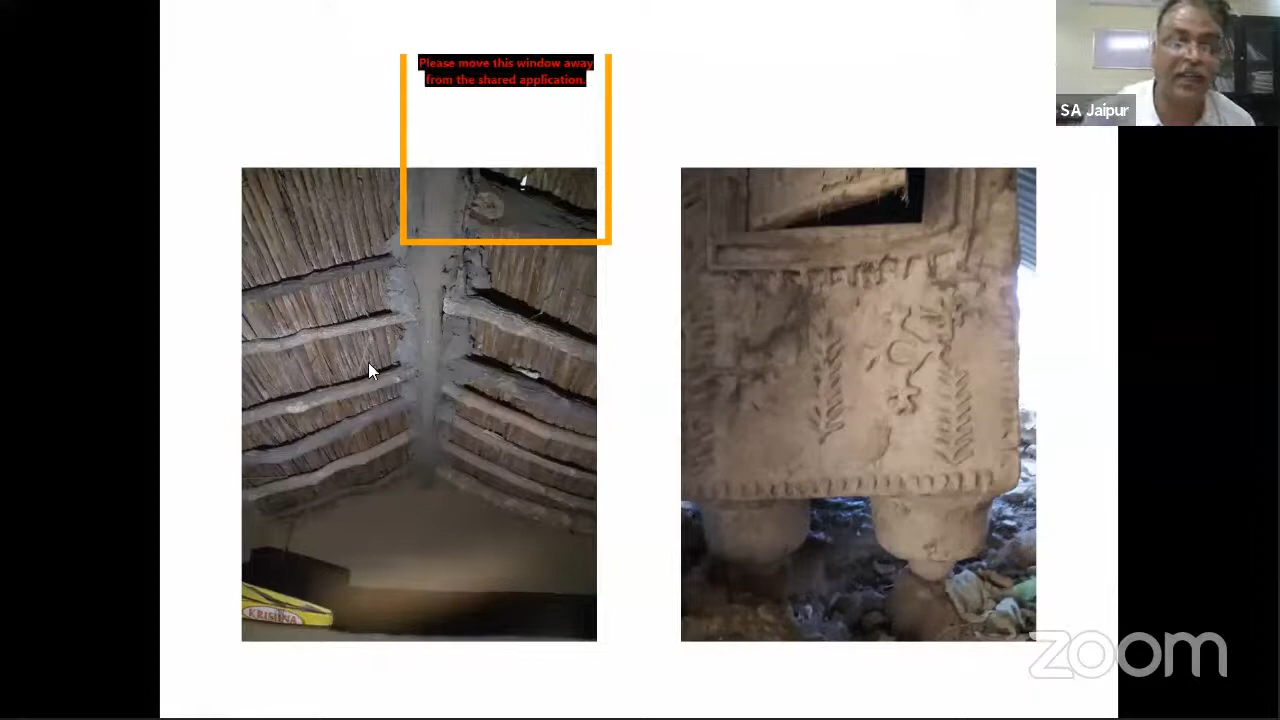 Please move this window away
from the shared application.
SA Jaipur
KRISHNA
zoom